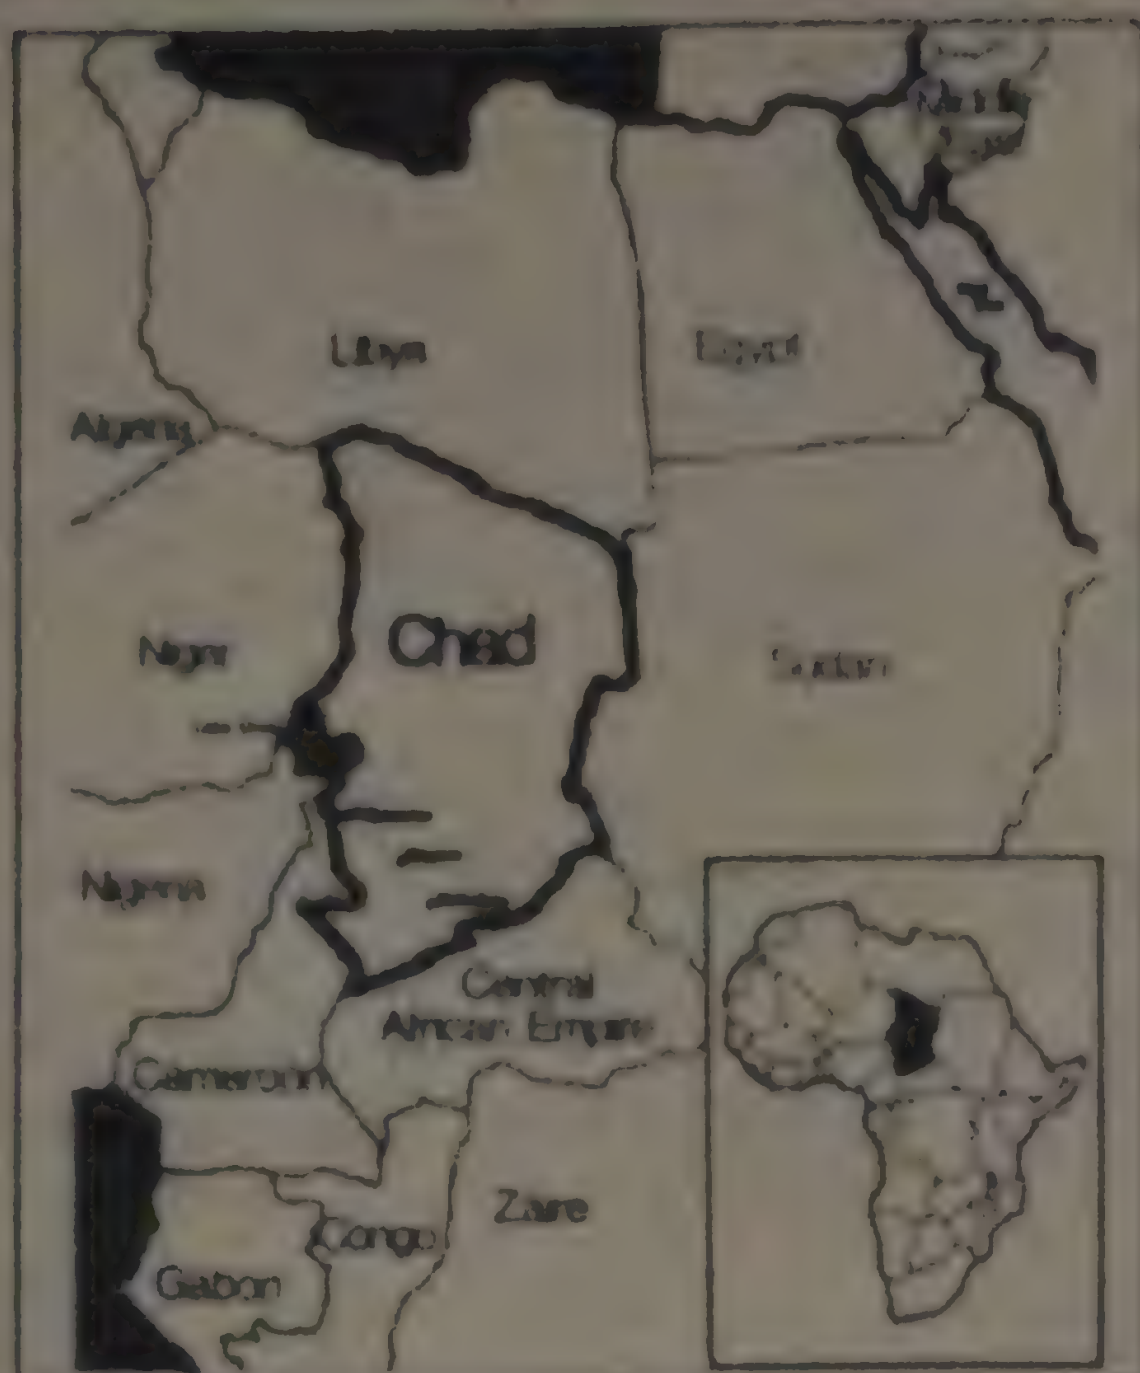 Libya
Egypt
Algeria
Chad
Niger
Sudan
Nigeria
Central
African Empire
Cameroon
Zaire
Congo
Gabon